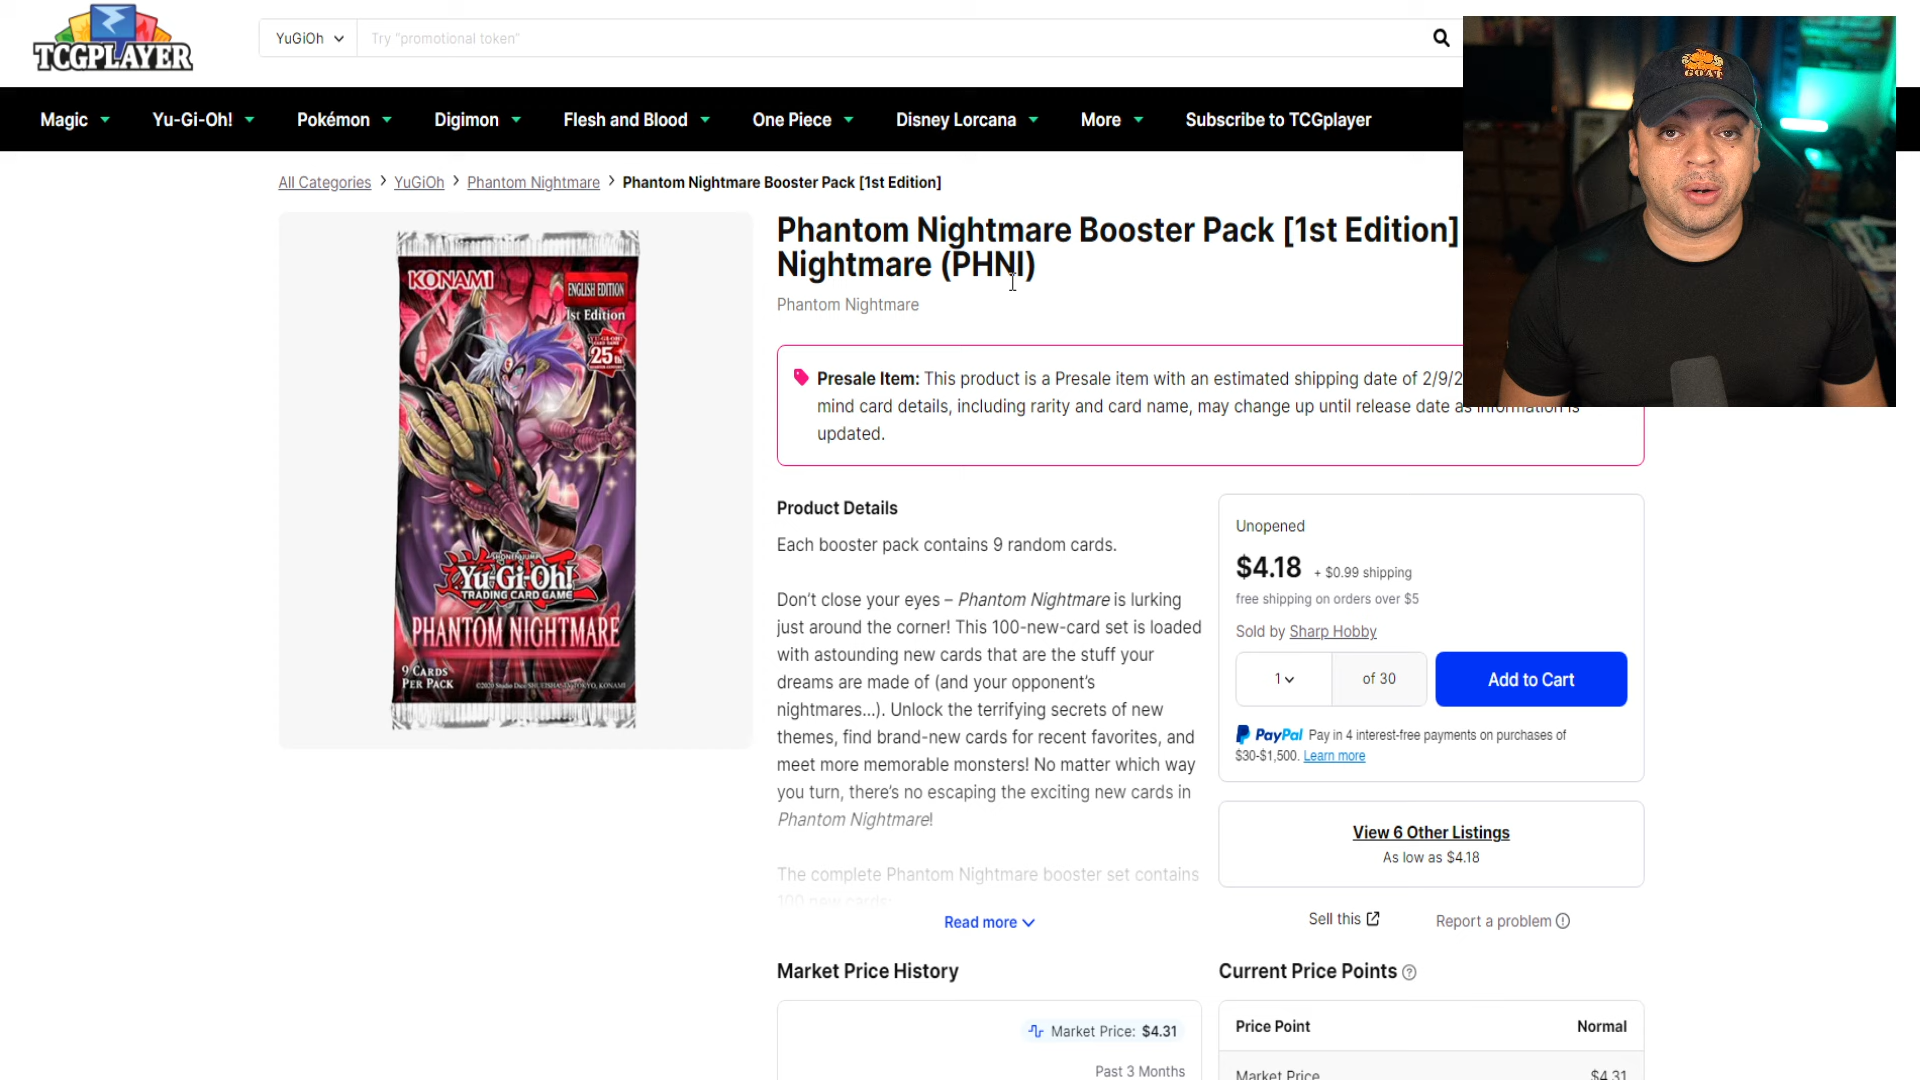 TCGPLAYER
YuGiOh
Try "promotional token"
GOAT
Magic
Yu-Gi-Oh!
Pokémon
Digimon
Flesh and Blood
One Piece
Disney Lorcana
More
Subscribe to TCGplayer
All Categories > YuGiOh > Phantom Nightmare > Phantom Nightmare Booster Pack [1st Edition]
KONAMI
ENGLISH EDITION
1st Edition
25th
SHONEN JUMP
Yu-Gi-Oh!
TRADING CARD GAME
PHANTOM NIGHTMARE
9 CARDS
PER PACK
Phantom Nightmare Booster Pack [1st Edition]
Nightmare (PHNI)
Phantom Nightmare
Presale Item: This product is a Presale item with an estimated shipping date of 2/9/2
mind card details, including rarity and card name, may change up until release date as information is
updated.
Product Details
Each booster pack contains 9 random cards.
Don't close your eyes – Phantom Nightmare is lurking
just around the corner! This 100-new-card set is loaded
with astounding new cards that are the stuff your
dreams are made of (and your opponent's
nightmares...). Unlock the terrifying secrets of new
themes, find brand-new cards for recent favorites, and
meet more memorable monsters! No matter which way
you turn, there's no escaping the exciting new cards in
Phantom Nightmare!
The complete Phantom Nightmare booster set contains
100 new cards:
Read more
Unopened
$4.18 + $0.99 shipping
free shipping on orders over $5
Sold by Sharp Hobby
1 of 30
Add to Cart
PayPal Pay in 4 interest-free payments on purchases of
$30-$1,500. Learn more
View 6 Other Listings
As low as $4.18
Sell this
Report a problem
Market Price History
Market Price: $4.31
Past 3 Months
Current Price Points
Price Point Normal
Market Price $4.31